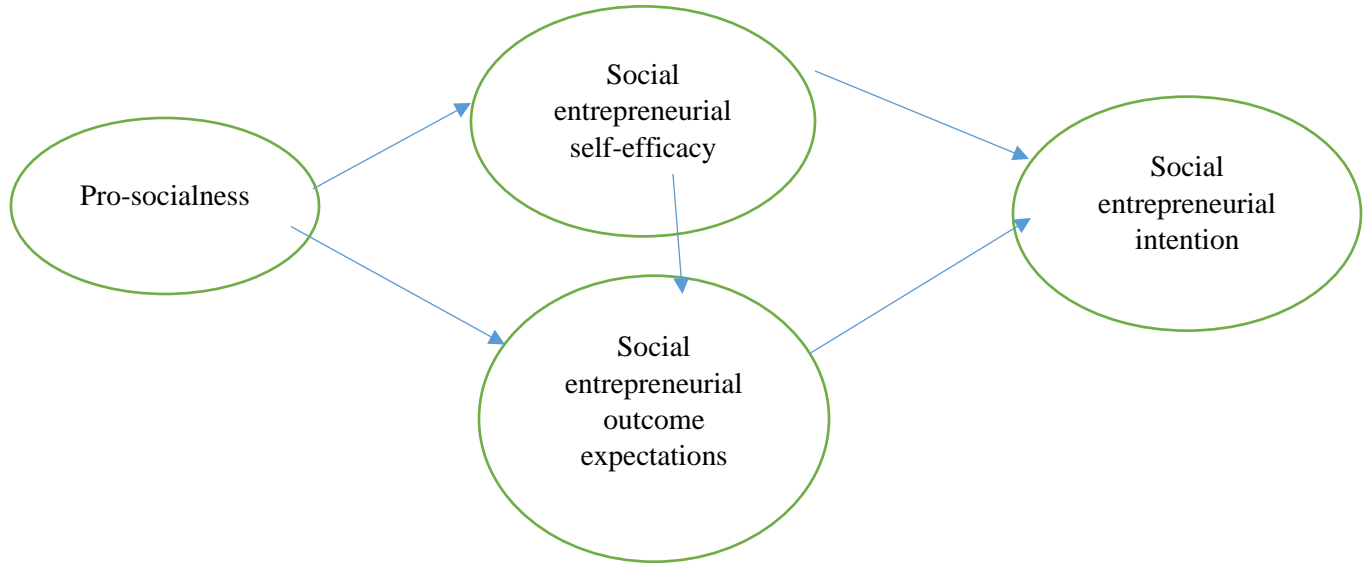 Pro-socialness
Social
entrepreneurial
self-efficacy
Social
entrepreneurial
outcome
expectations
Social
entrepreneurial
intention